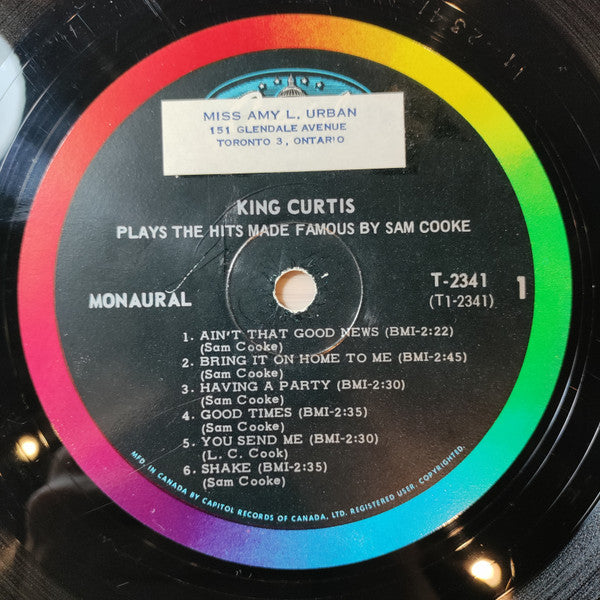 MISS AMY L. URBAN
151 GLENDALE AVENUE
TORONTO 3, ONTARIO
KING CURTIS
PLAYS THE HITS MADE FAMOUS BY SAM COOKE
MONAURAL
T-2341
(T1-2341)
1
1. AIN'T THAT GOOD NEWS (BMI-2:22)
(Sam Cooke)
2. BRING IT ON HOME TO ME (BMI-2:45)
(Sam Cooke)
3. HAVING A PARTY (BMI-2:30)
(Sam Cooke)
4. GOOD TIMES (BMI-2:35)
(Sam Cooke)
5. YOU SEND ME (BMI-2:30)
(L. C. Cook)
6. SHAKE (BMI-2:35)
(Sam Cooke)
MFD. IN CANADA BY CAPITOL RECORDS OF CANADA, LTD. REGISTERED USER. COPYRIGHTED.